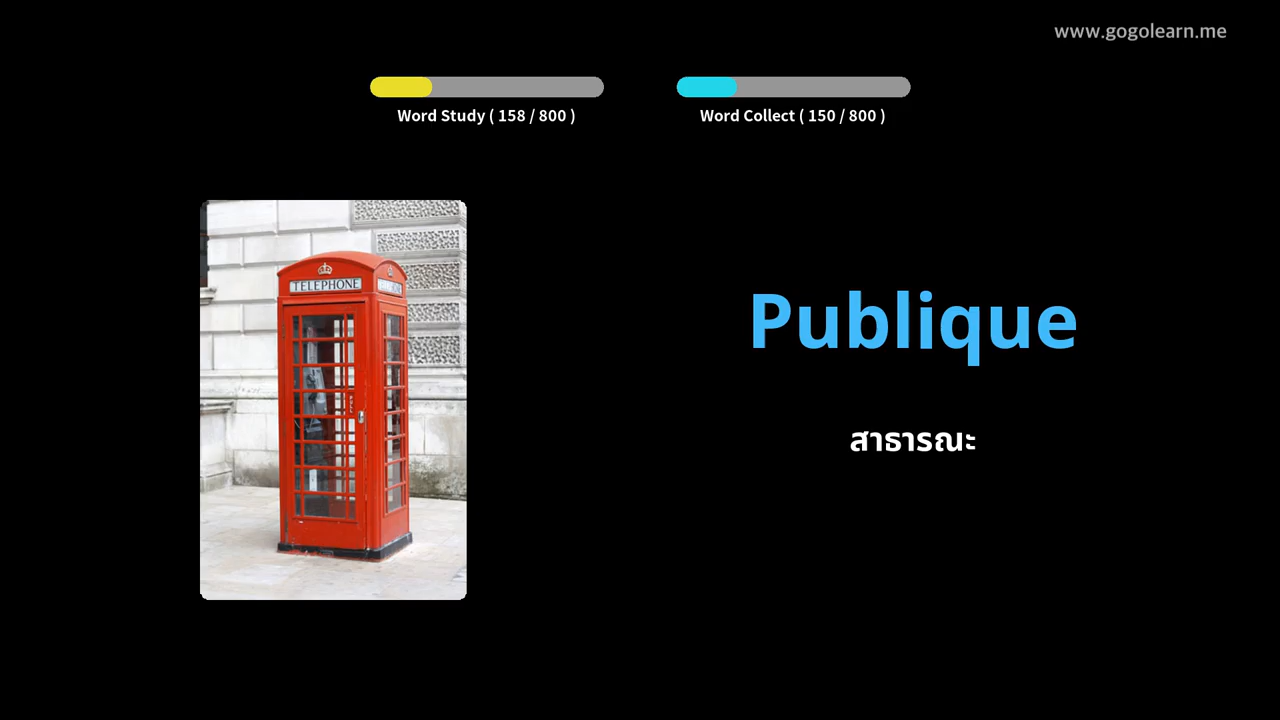 www.gogolearn.me
Word Study ( 158 / 800 )
Word Collect ( 150 / 800 )
TELEPHONE
Publique
สาธารณะ